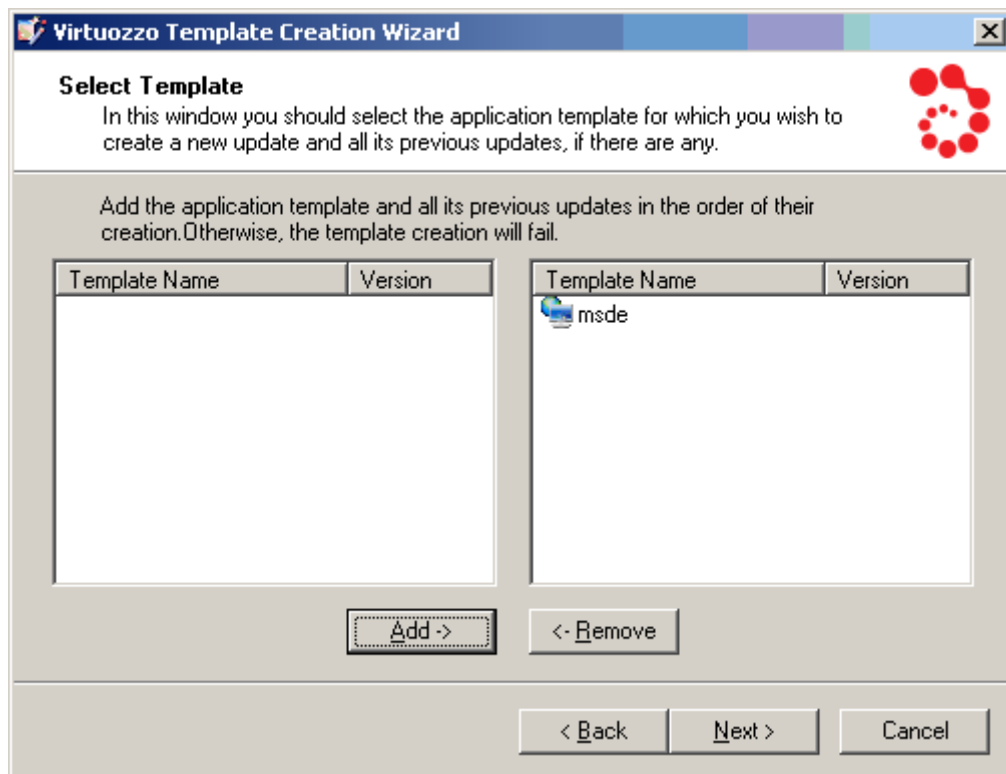 Virtuozzo Template Creation Wizard
Select Template
In this window you should select the application template for which you wish to
create a new update and all its previous updates, if there are any.
Add the application template and all its previous updates in the order of their
creation.Otherwise, the template creation will fail.
Template Name Version
Template Name Version
msde
Add ->
<- Remove
< Back
Next >
Cancel